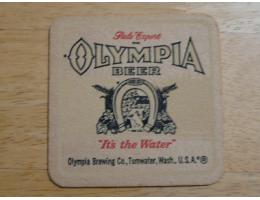 Pale Export
OLYMPIA
BEER
"It's the Water"
Olympia Brewing Co., Tumwater, Wash., U.S.A.*®